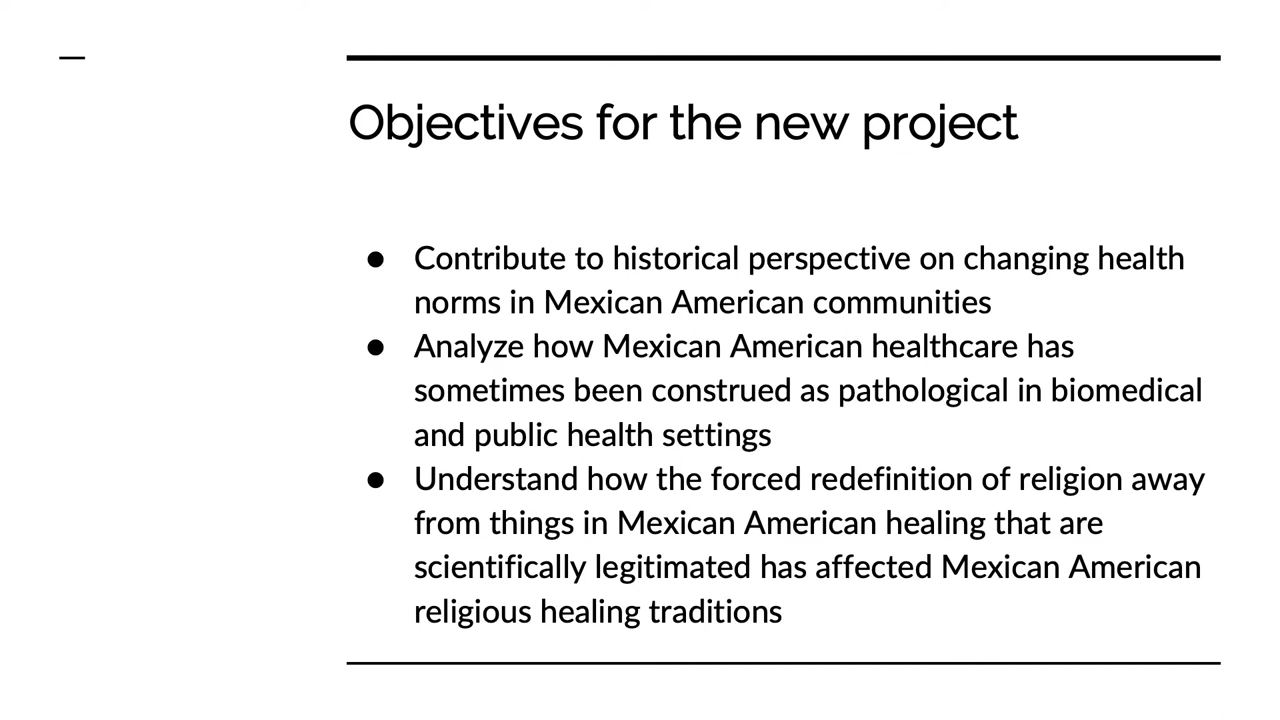 Objectives for the new project
● Contribute to historical perspective on changing health
norms in Mexican American communities
● Analyze how Mexican American healthcare has
sometimes been construed as pathological in biomedical
and public health settings
● Understand how the forced redefinition of religion away
from things in Mexican American healing that are
scientifically legitimated has affected Mexican American
religious healing traditions